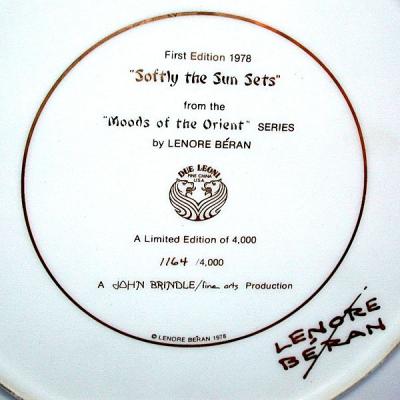 First Edition 1978
"Softly the Sun Sets"
from the
"Moods of the Orient" SERIES
by LENORE BÉRAN
DUE LEONI
FINE CHINA
U.S.A.
A Limited Edition of 4,000
1164 /4,000
A JOHN BRINDLE/fine arts Production
© LENORE BÉRAN 1978
LENORE
BÉRAN